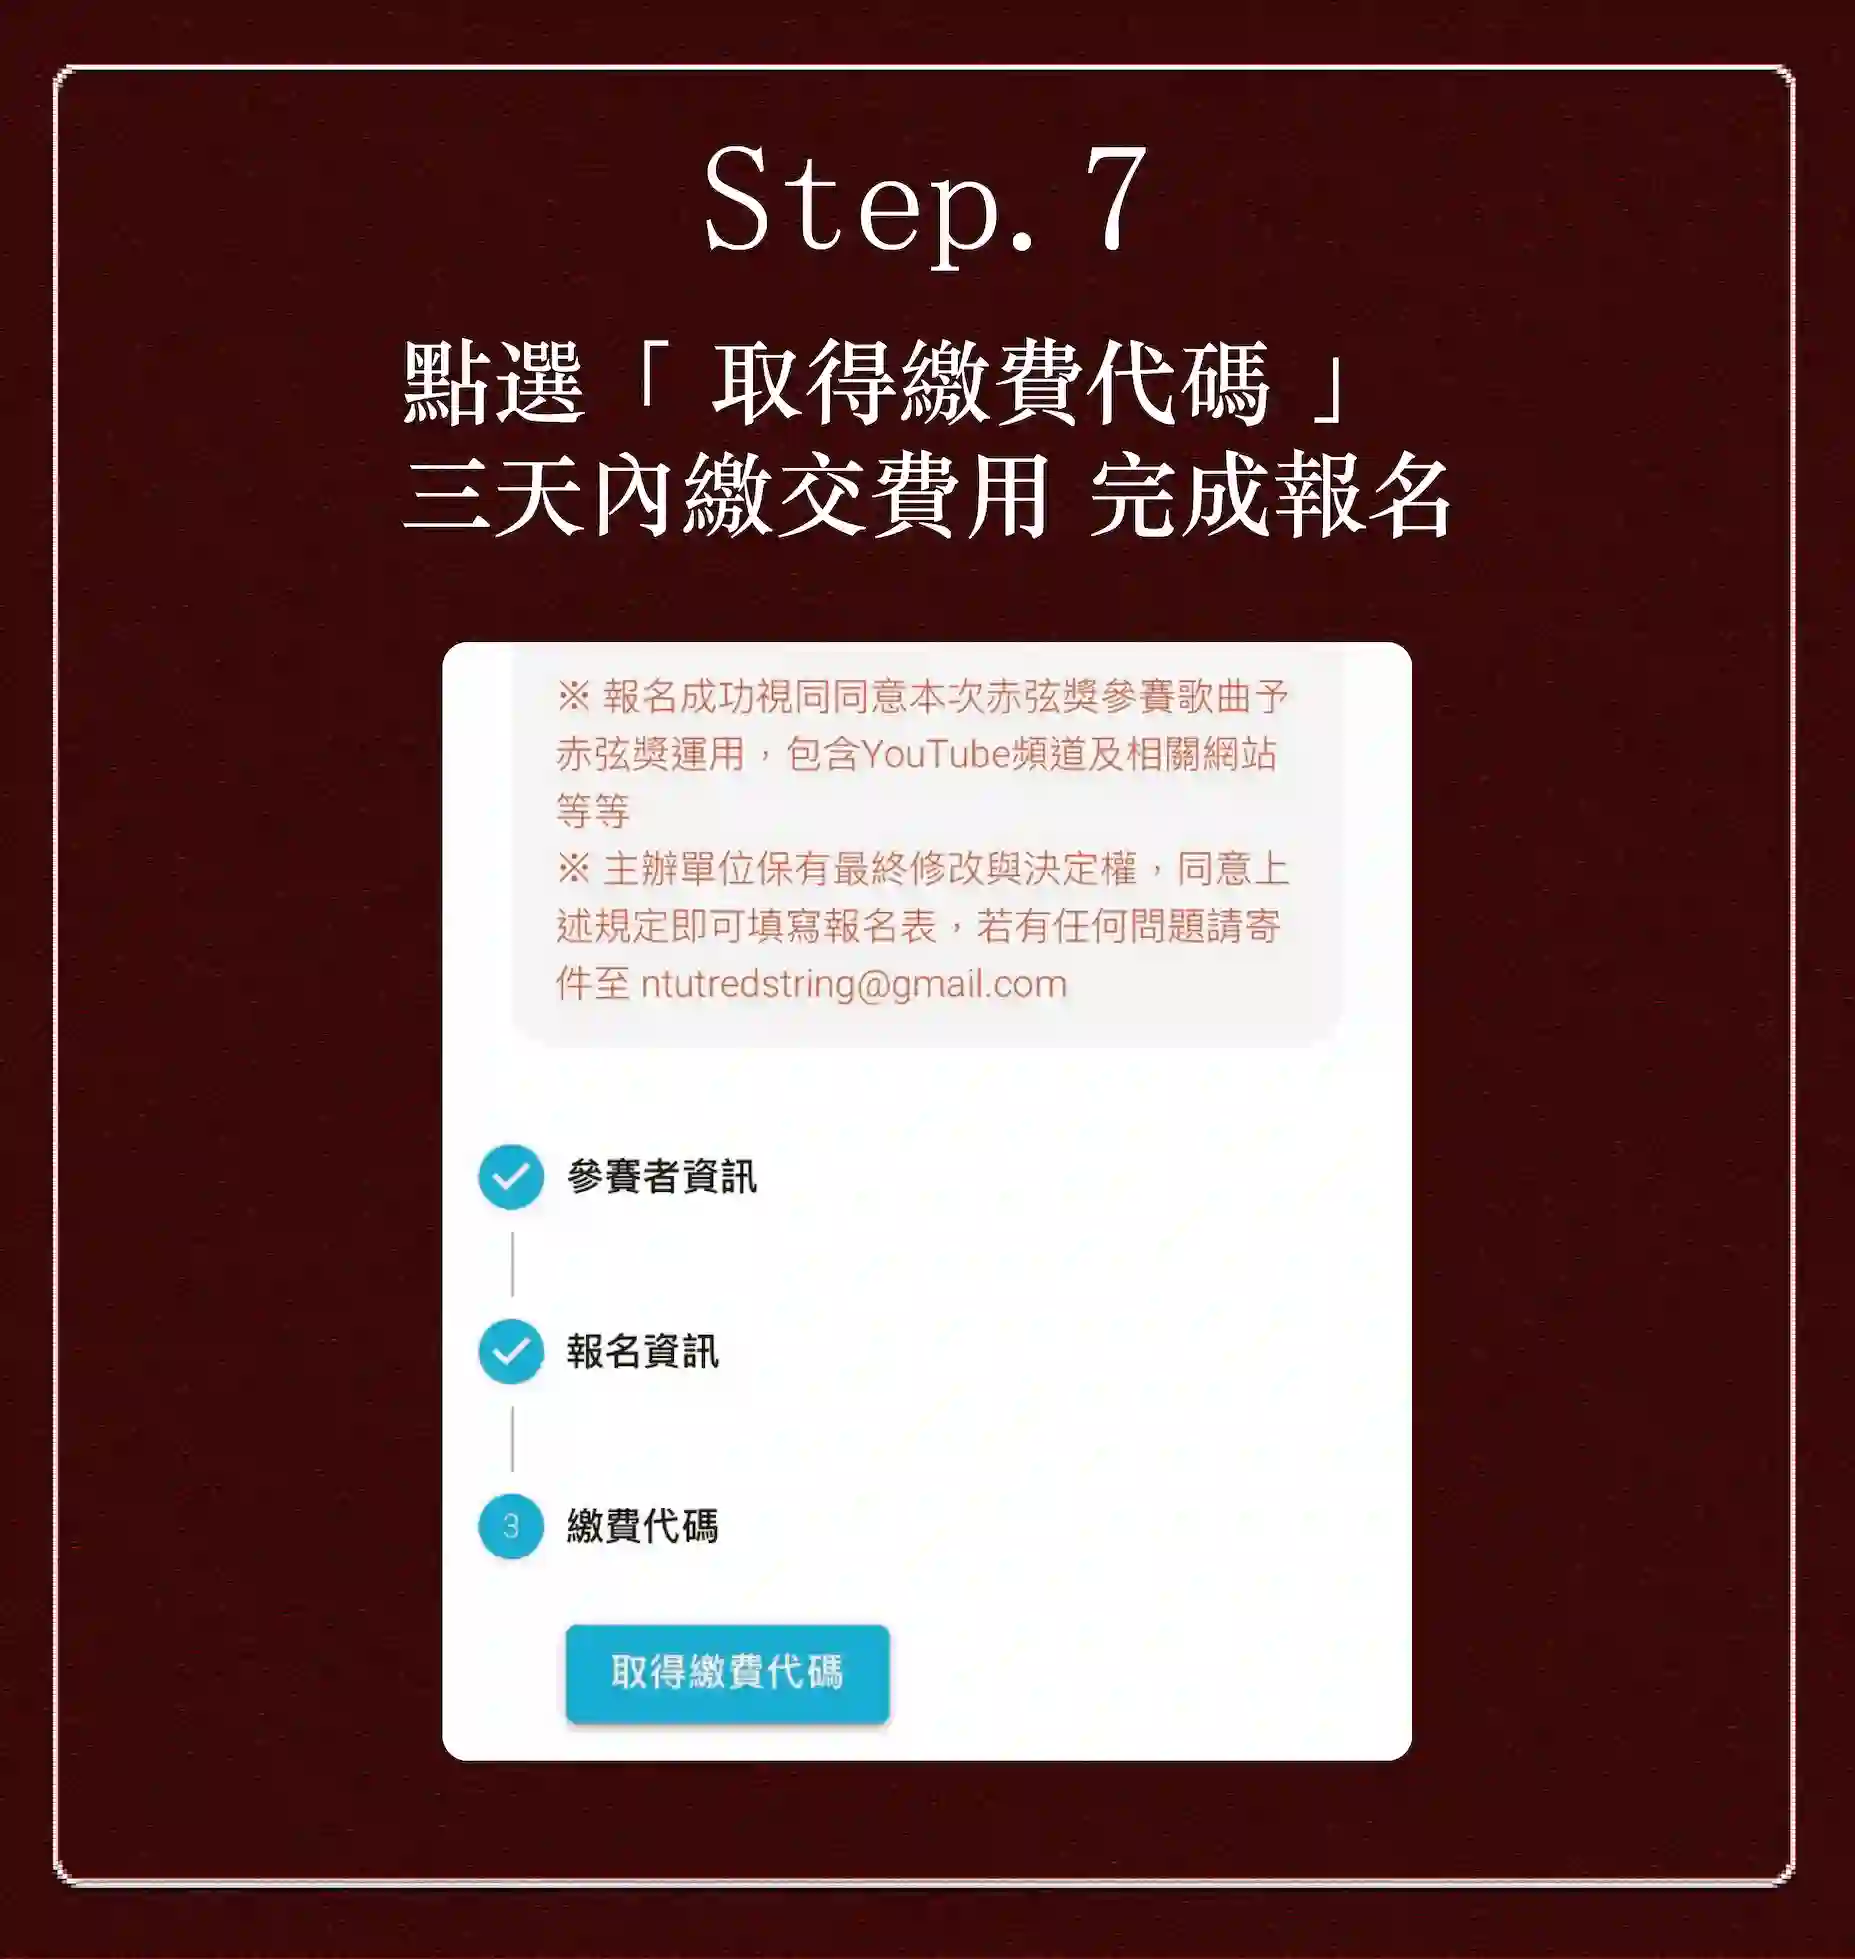 Step.7
點選「 取得繳費代碼 」
三天內繳交費用 完成報名
※ 報名成功視同同意本次赤弦獎參賽歌曲予
赤弦獎運用，包含YouTube頻道及相關網站
等等
※ 主辦單位保有最終修改與決定權，同意上
述規定即可填寫報名表，若有任何問題請寄
件至 ntutredstring@gmail.com
參賽者資訊
報名資訊
3 繳費代碼
取得繳費代碼